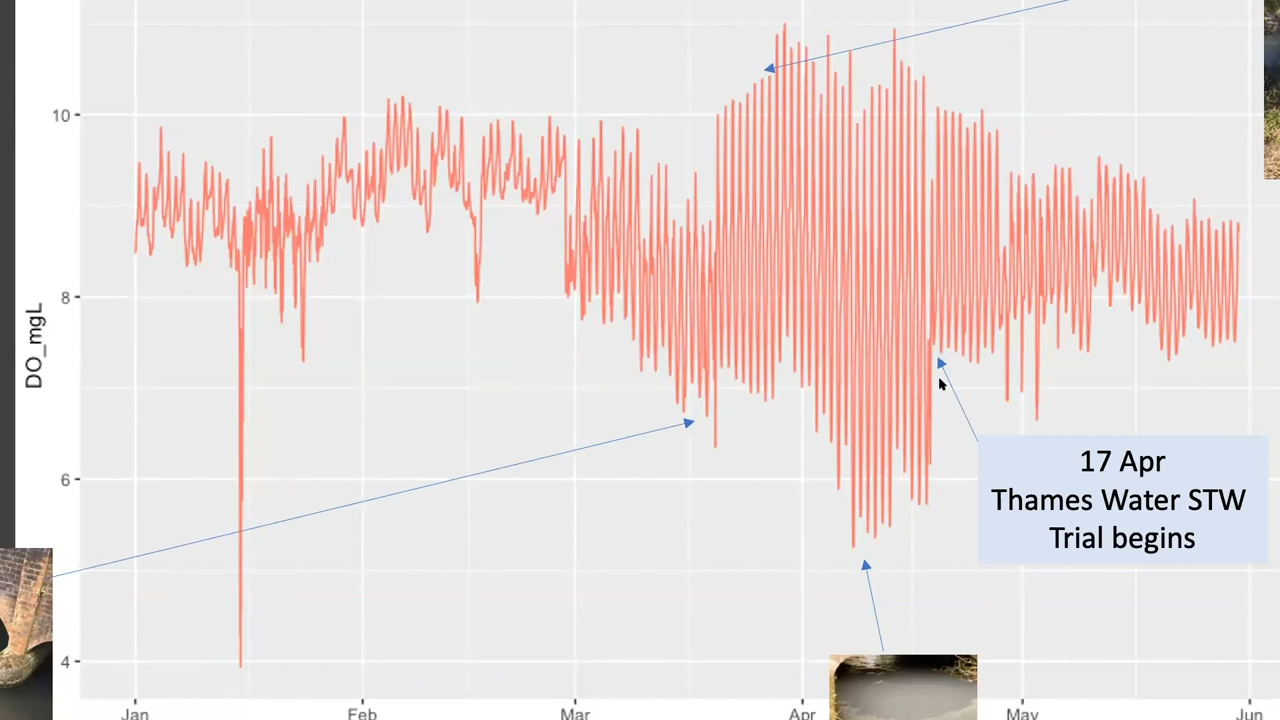 DO_mgL
10
8
6
4
Jan
Feb
Mar
Apr
May
Jun
17 Apr
Thames Water STW
Trial begins